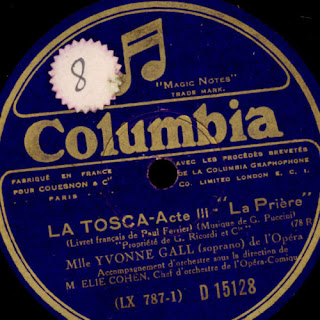 8
"MAGIC NOTES"
TRADE MARK.
Columbia
FABRIQUÉ EN FRANCE
POUR COUESNON & Cº
PARIS
AVEC LES PROCÉDÉS BREVETÉS
DE LA COLUMBIA GRAPHOPHONE
CO. LIMITED LONDON E. C. I.
LA TOSCA-Acte III - "La Prière"
(Livret français de Paul Ferrier) (Musique de G. Puccini)
"Propriété de G. Ricordi et Cie" (78 R
Mlle YVONNE GALL (soprano) de l'Opéra
Accompagnement d'orchestre sous la direction de
M ELIE COHEN, Chef d'orchestre de l'Opéra-Comique
(LX 787-1) D 15128